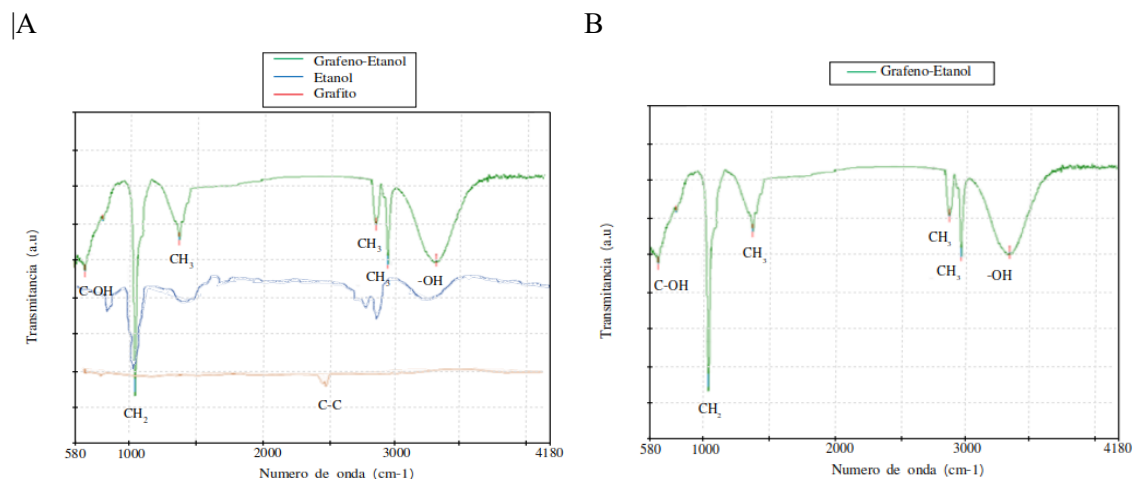 |A
B
Grafeno-Etanol
Etanol
Grafito
Transmitancia (a.u)
C-OH
CH2
CH3
CH3
CH3
-OH
C-C
580 1000 2000 3000 4180
Numero de onda (cm-1)
Grafeno-Etanol
Transmitancia (a.u)
C-OH
CH2
CH3
CH3
CH3
-OH
580 1000 2000 3000 4180
Numero de onda (cm-1)